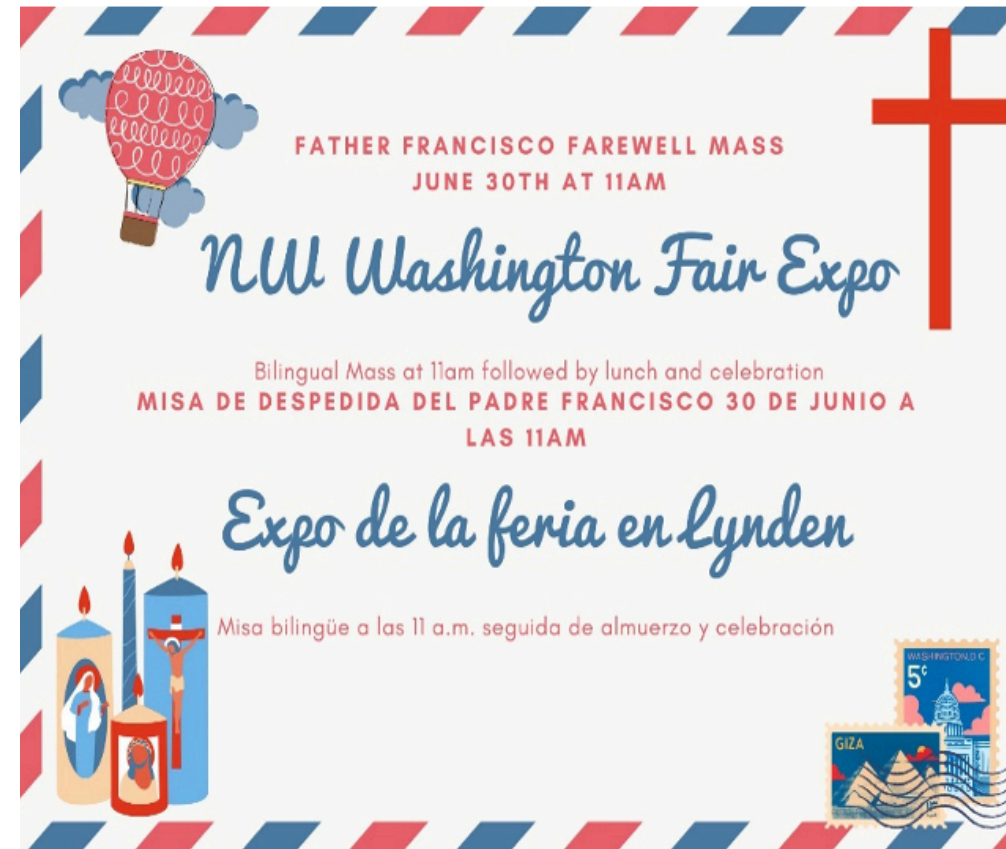 FATHER FRANCISCO FAREWELL MASS
JUNE 30TH AT 11AM
NW Washington Fair Expo
Bilingual Mass at 11am followed by lunch and celebration
MISA DE DESPEDIDA DEL PADRE FRANCISCO 30 DE JUNIO A
LAS 11AM
Expo de la feria en Lynden
Misa bilingüe a las 11 a.m. seguida de almuerzo y celebración
WASHINGTON,D.C
5¢
GIZA